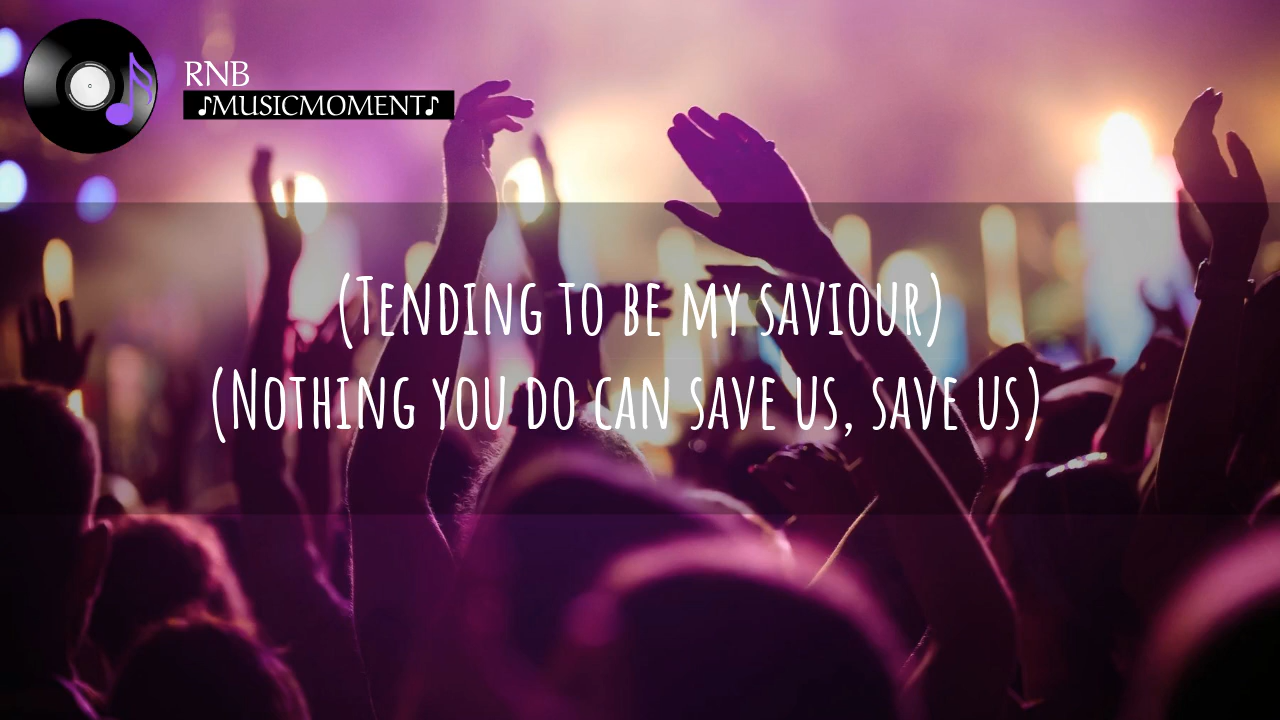 RNB
♪MUSICMOMENT♪
(Tending to be my saviour)
(Nothing you do can save us, save us)